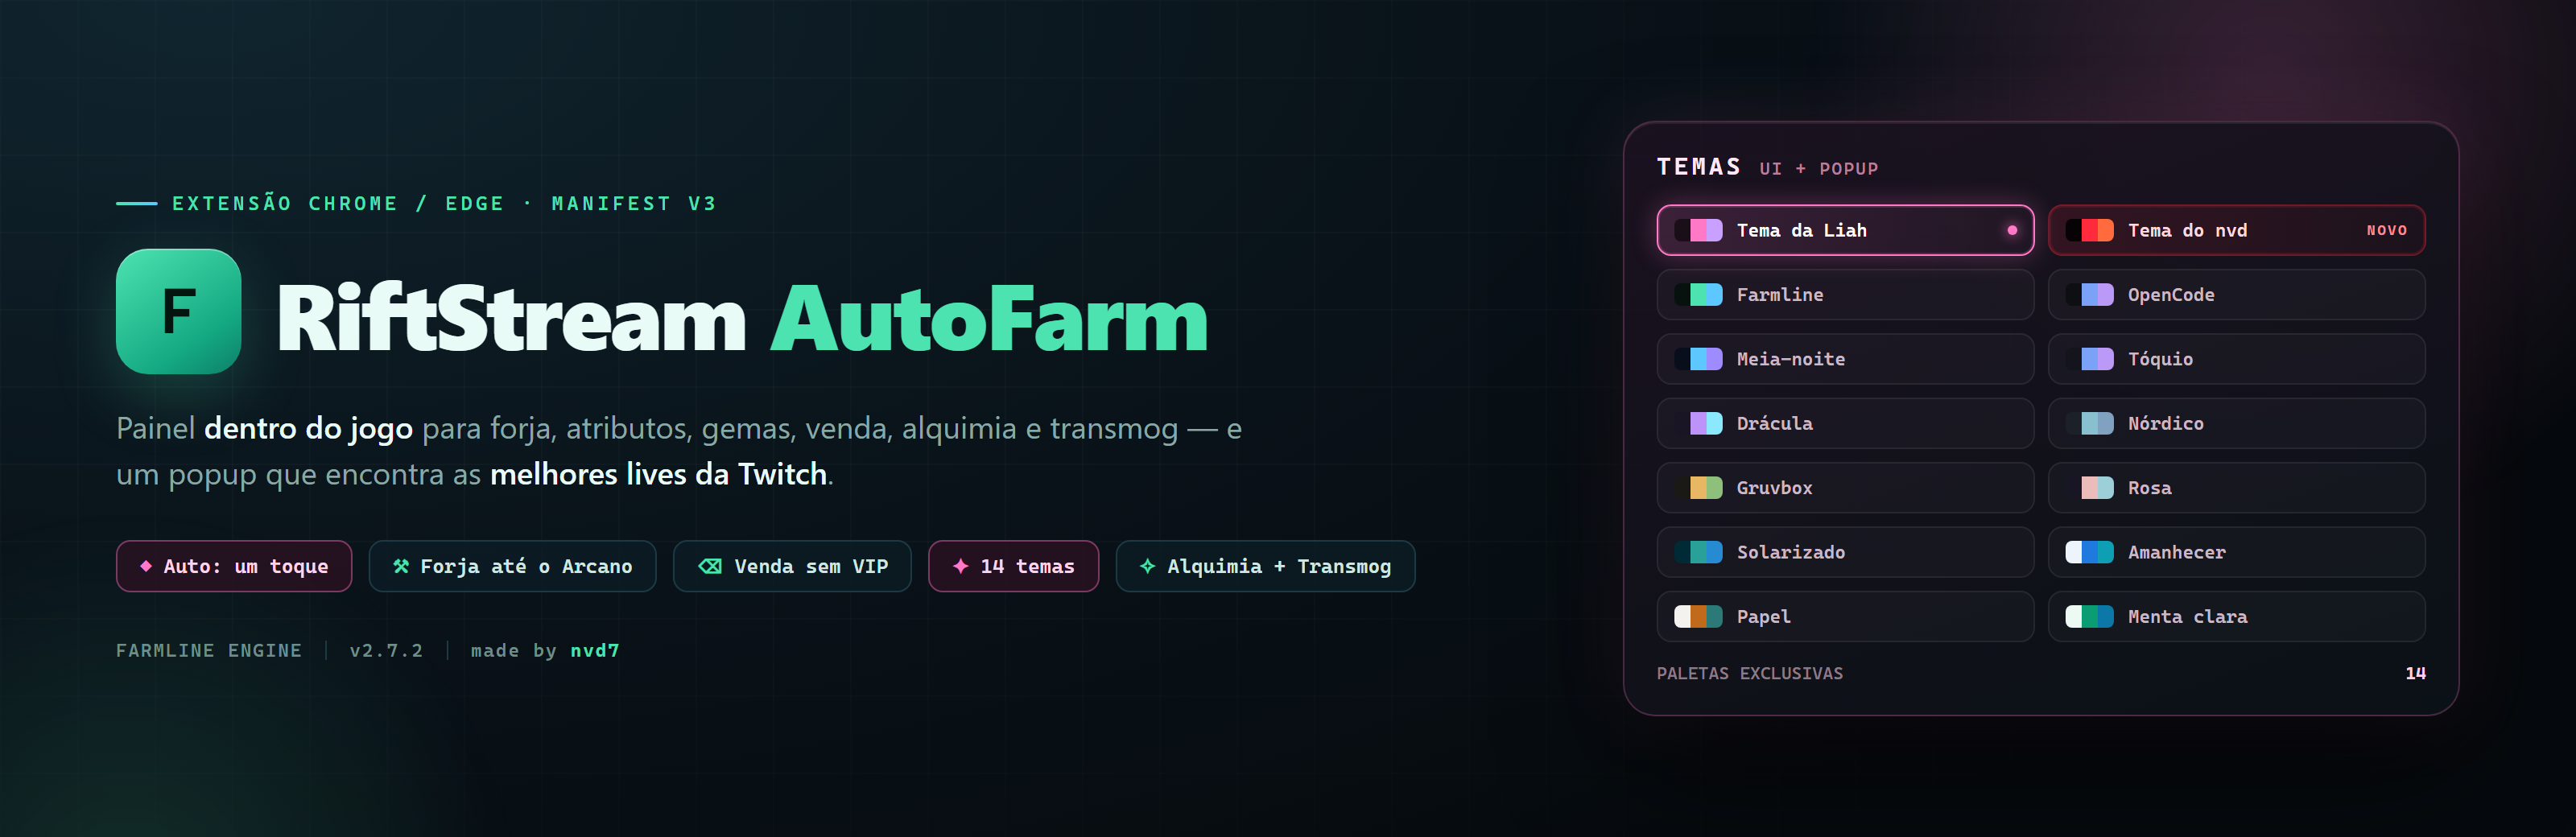 EXTENSÃO CHROME / EDGE · MANIFEST V3
F
RiftStream AutoFarm
Painel dentro do jogo para forja, atributos, gemas, venda, alquimia e transmog — e
um popup que encontra as melhores lives da Twitch.
◆ Auto: um toque
⚒ Forja até o Arcano
⌫ Venda sem VIP
✦ 14 temas
✧ Alquimia + Transmog
FARMLINE ENGINE | v2.7.2 | made by nvd7
TEMAS UI + POPUP
Tema da Liah
Tema do nvd NOVO
Farmline
OpenCode
Meia-noite
Tóquio
Drácula
Nórdico
Gruvbox
Rosa
Solarizado
Amanhecer
Papel
Menta clara
PALETAS EXCLUSIVAS 14